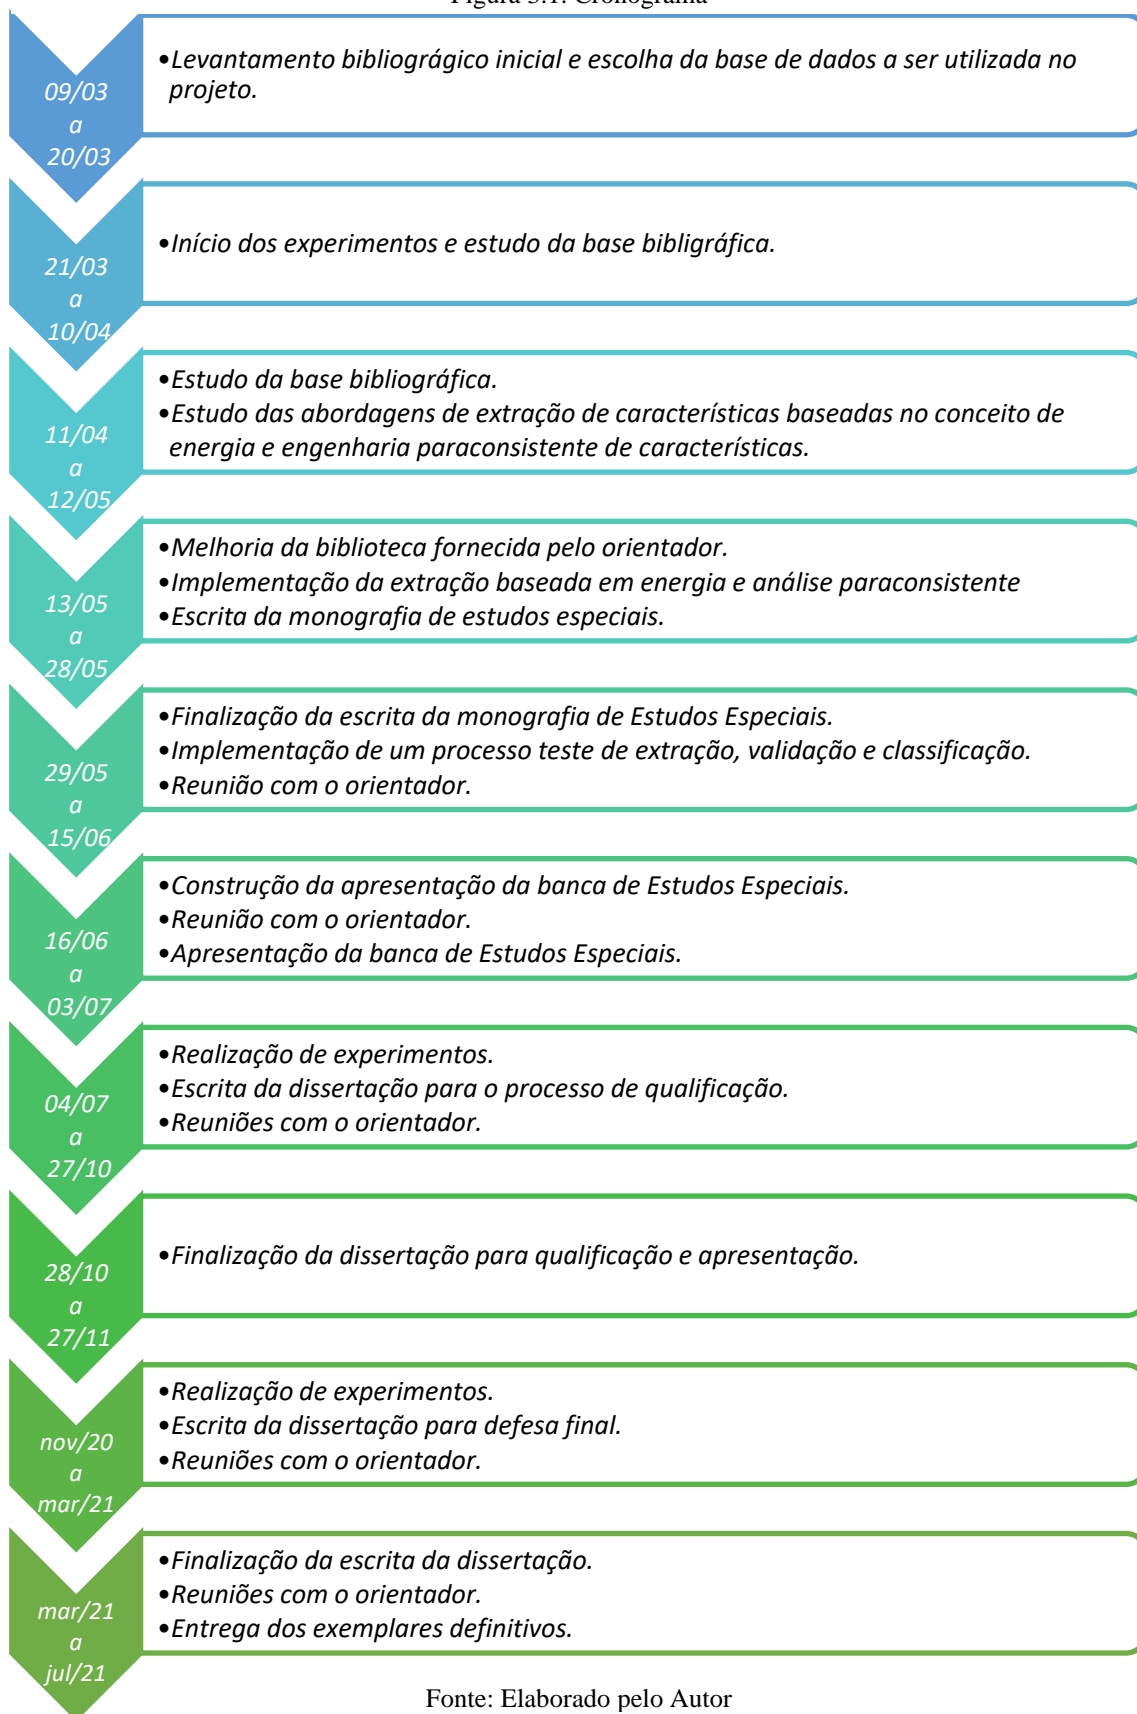 Figura 3.1: Cronograma
09/03
a
20/03
•Levantamento bibliográgico inicial e escolha da base de dados a ser utilizada no
projeto.
21/03
a
10/04
•Início dos experimentos e estudo da base bibligráfica.
11/04
a
12/05
•Estudo da base bibliográfica.
•Estudo das abordagens de extração de características baseadas no conceito de
energia e engenharia paraconsistente de características.
13/05
a
28/05
•Melhoria da biblioteca fornecida pelo orientador.
•Implementação da extração baseada em energia e análise paraconsistente
•Escrita da monografia de estudos especiais.
29/05
a
15/06
•Finalização da escrita da monografia de Estudos Especiais.
•Implementação de um processo teste de extração, validação e classificação.
•Reunião com o orientador.
16/06
a
03/07
•Construção da apresentação da banca de Estudos Especiais.
•Reunião com o orientador.
•Apresentação da banca de Estudos Especiais.
04/07
a
27/10
•Realização de experimentos.
•Escrita da dissertação para o processo de qualificação.
•Reuniões com o orientador.
28/10
a
27/11
•Finalização da dissertação para qualificação e apresentação.
nov/20
a
mar/21
•Realização de experimentos.
•Escrita da dissertação para defesa final.
•Reuniões com o orientador.
mar/21
a
jul/21
•Finalização da escrita da dissertação.
•Reuniões com o orientador.
•Entrega dos exemplares definitivos.
Fonte: Elaborado pelo Autor